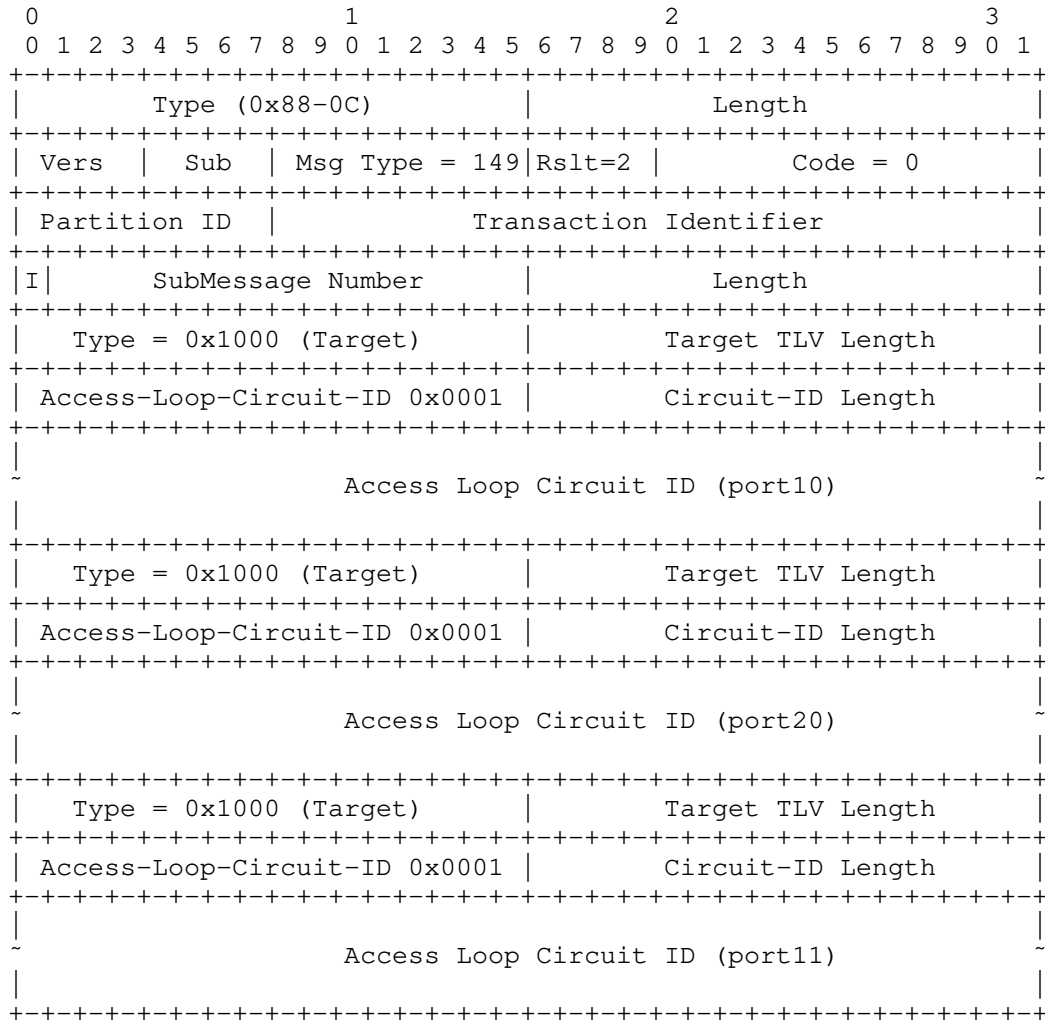 0                   1                   2                   3
 0 1 2 3 4 5 6 7 8 9 0 1 2 3 4 5 6 7 8 9 0 1 2 3 4 5 6 7 8 9 0 1
+-+-+-+-+-+-+-+-+-+-+-+-+-+-+-+-+-+-+-+-+-+-+-+-+-+-+-+-+-+-+-+-+
|        Type (0x88-0C)         |           Length              |
+-+-+-+-+-+-+-+-+-+-+-+-+-+-+-+-+-+-+-+-+-+-+-+-+-+-+-+-+-+-+-+-+
| Vers  |  Sub  | Msg Type = 149|Rslt=2 |        Code = 0       |
+-+-+-+-+-+-+-+-+-+-+-+-+-+-+-+-+-+-+-+-+-+-+-+-+-+-+-+-+-+-+-+-+
| Partition ID  |            Transaction Identifier             |
+-+-+-+-+-+-+-+-+-+-+-+-+-+-+-+-+-+-+-+-+-+-+-+-+-+-+-+-+-+-+-+-+
|I|      SubMessage Number      |           Length              |
+-+-+-+-+-+-+-+-+-+-+-+-+-+-+-+-+-+-+-+-+-+-+-+-+-+-+-+-+-+-+-+-+
|   Type = 0x1000 (Target)      |        Target TLV Length      |
+-+-+-+-+-+-+-+-+-+-+-+-+-+-+-+-+-+-+-+-+-+-+-+-+-+-+-+-+-+-+-+-+
| Access-Loop-Circuit-ID 0x0001 |        Circuit-ID Length      |
+-+-+-+-+-+-+-+-+-+-+-+-+-+-+-+-+-+-+-+-+-+-+-+-+-+-+-+-+-+-+-+-+
|                                                               |
~                    Access Loop Circuit ID (port10)            ~
|                                                               |
+-+-+-+-+-+-+-+-+-+-+-+-+-+-+-+-+-+-+-+-+-+-+-+-+-+-+-+-+-+-+-+-+
|   Type = 0x1000 (Target)      |        Target TLV Length      |
+-+-+-+-+-+-+-+-+-+-+-+-+-+-+-+-+-+-+-+-+-+-+-+-+-+-+-+-+-+-+-+-+
| Access-Loop-Circuit-ID 0x0001 |        Circuit-ID Length      |
+-+-+-+-+-+-+-+-+-+-+-+-+-+-+-+-+-+-+-+-+-+-+-+-+-+-+-+-+-+-+-+-+
|                                                               |
~                    Access Loop Circuit ID (port20)            ~
|                                                               |
+-+-+-+-+-+-+-+-+-+-+-+-+-+-+-+-+-+-+-+-+-+-+-+-+-+-+-+-+-+-+-+-+
|   Type = 0x1000 (Target)      |        Target TLV Length      |
+-+-+-+-+-+-+-+-+-+-+-+-+-+-+-+-+-+-+-+-+-+-+-+-+-+-+-+-+-+-+-+-+
| Access-Loop-Circuit-ID 0x0001 |        Circuit-ID Length      |
+-+-+-+-+-+-+-+-+-+-+-+-+-+-+-+-+-+-+-+-+-+-+-+-+-+-+-+-+-+-+-+-+
|                                                               |
~                    Access Loop Circuit ID (port11)            ~
|                                                               |
+-+-+-+-+-+-+-+-+-+-+-+-+-+-+-+-+-+-+-+-+-+-+-+-+-+-+-+-+-+-+-+-+